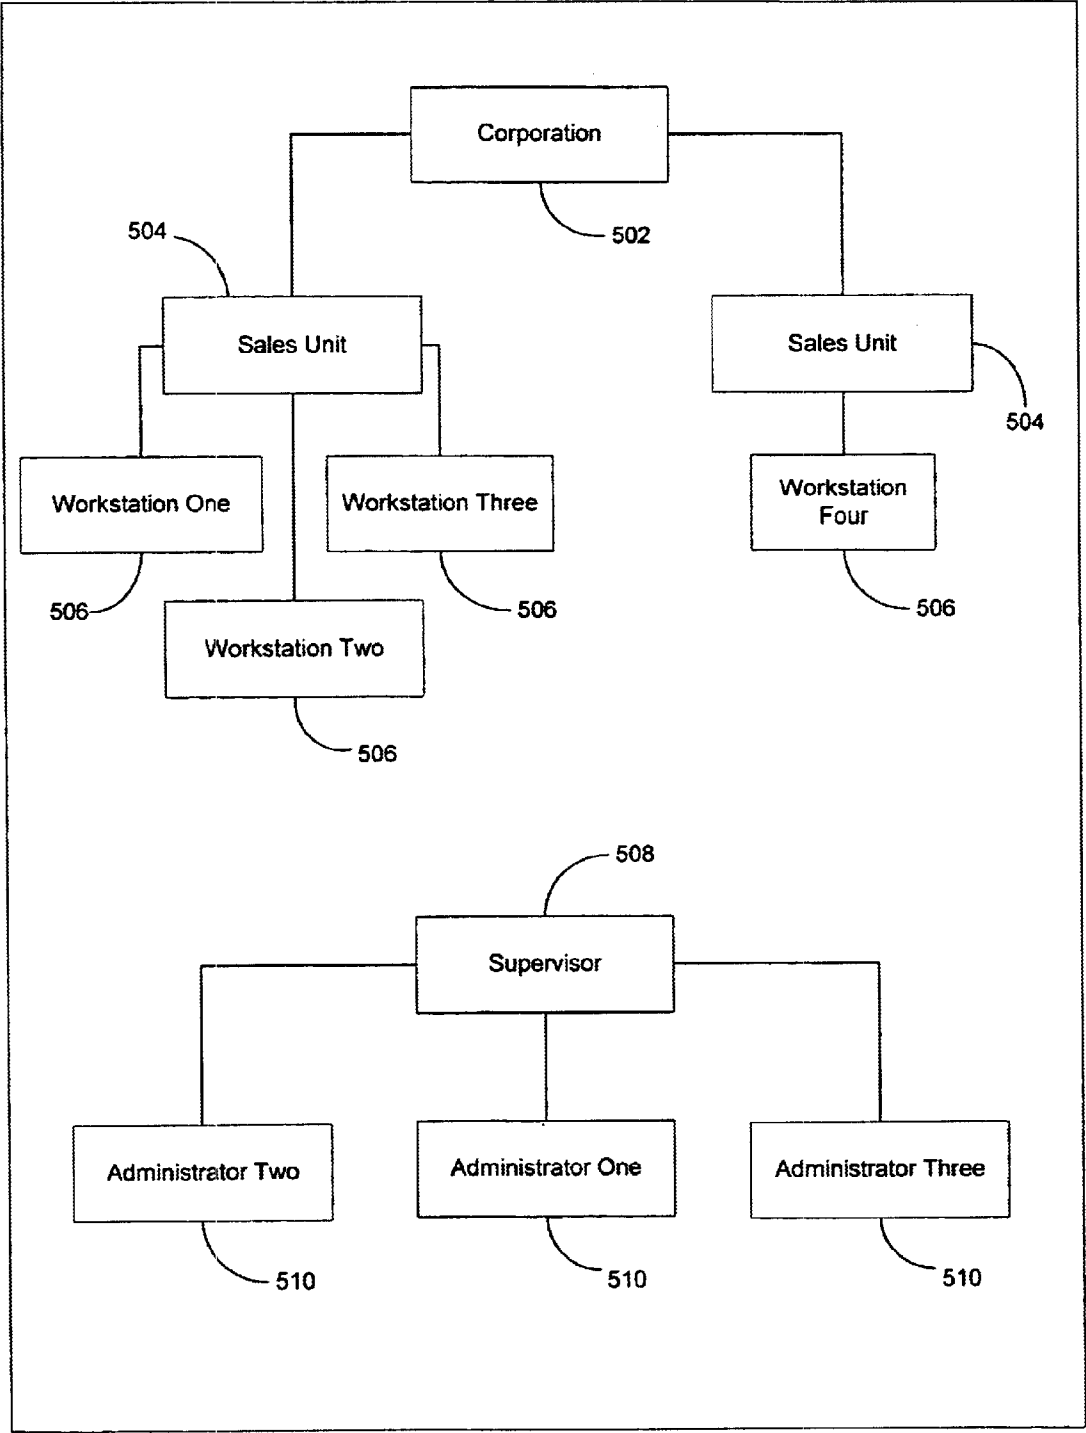 Corporation
502
504
Sales Unit
Sales Unit
504
Workstation One
Workstation Three
Workstation
Four
506
506
506
Workstation Two
506
508
Supervisor
Administrator Two
Administrator One
Administrator Three
510
510
510